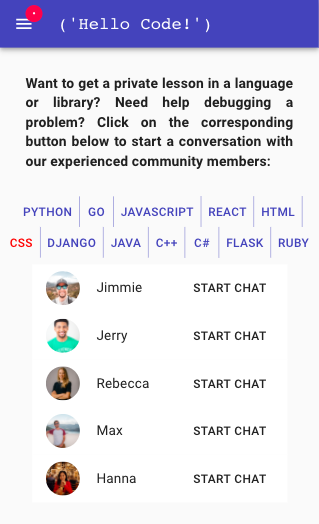 ('Hello Code!')
Want to get a private lesson in a language
or library? Need help debugging a
problem? Click on the corresponding
button below to start a conversation with
our experienced community members:
PYTHON GO JAVASCRIPT REACT HTML
CSS DJANGO JAVA C++ C# FLASK RUBY
Jimmie START CHAT
Jerry START CHAT
Rebecca START CHAT
Max START CHAT
Hanna START CHAT